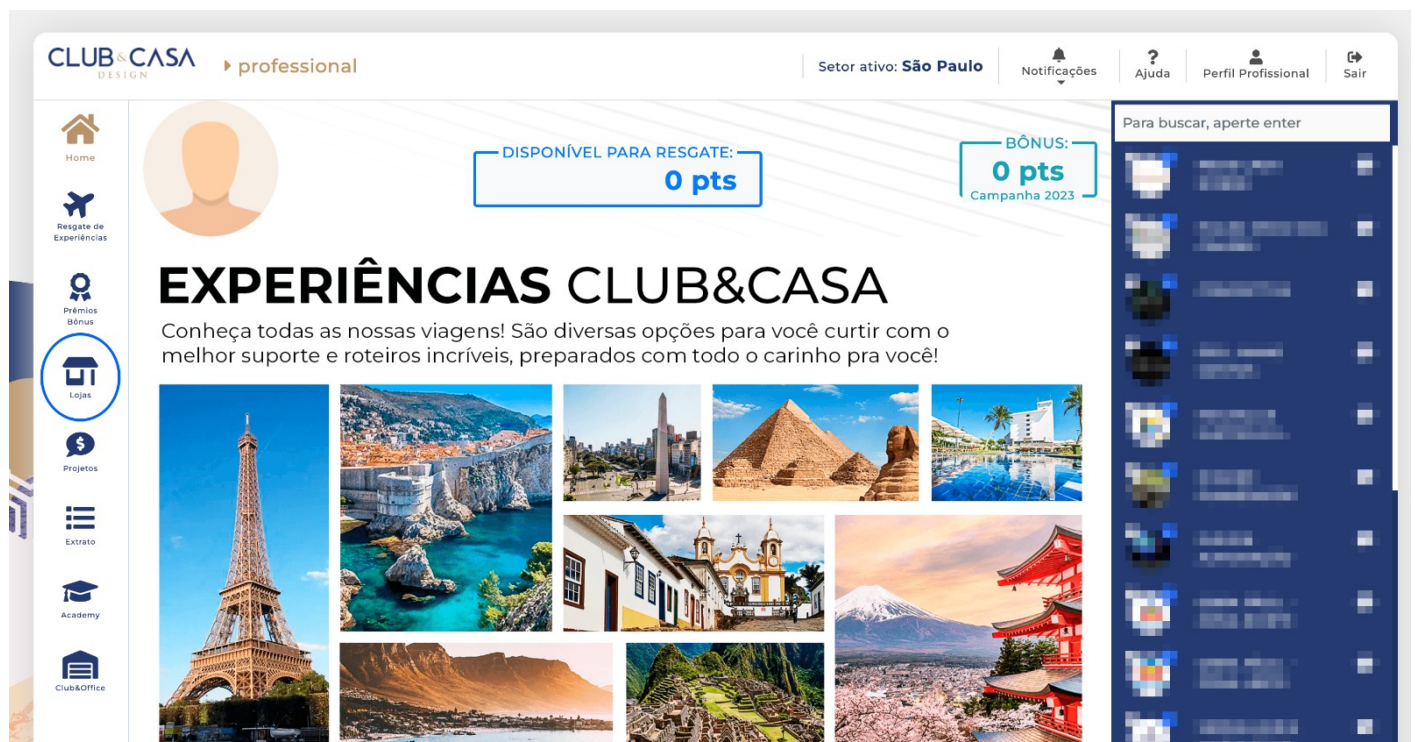 CLUB&CASA
DESIGN
professional
Setor ativo: São Paulo
Notificações
Ajuda
Perfil Profissional
Sair
Home
Resgate de
Experiências
Prêmios
Bônus
Lojas
Projetos
Extrato
Academy
Club&Office
DISPONÍVEL PARA RESGATE:
0 pts
BÔNUS:
0 pts
Campanha 2023
EXPERIÊNCIAS CLUB&CASA
Conheça todas as nossas viagens! São diversas opções para você curtir com o
melhor suporte e roteiros incríveis, preparados com todo o carinho pra você!
Para buscar, aperte enter